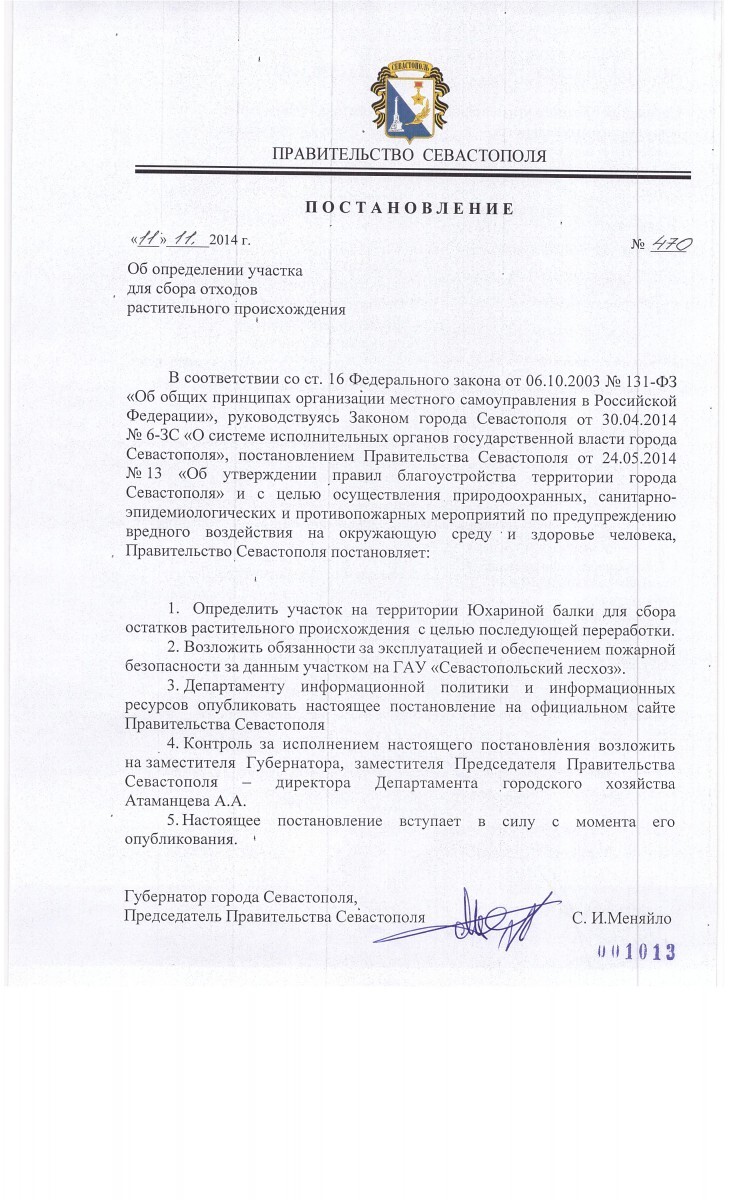 СЕВАСТОПОЛЬ
ПРАВИТЕЛЬСТВО СЕВАСТОПОЛЯ
ПОСТАНОВЛЕНИЕ
«11» 11. 2014 г.
№ 470
Об определении участка
для сбора отходов
растительного происхождения
В соответствии со ст. 16 Федерального закона от 06.10.2003 № 131-ФЗ
«Об общих принципах организации местного самоуправления в Российской
Федерации», руководствуясь Законом города Севастополя от 30.04.2014
№ 6-ЗС «О системе исполнительных органов государственной власти города
Севастополя», постановлением Правительства Севастополя от 24.05.2014
№ 13 «Об утверждении правил благоустройства территории города
Севастополя» и с целью осуществления природоохранных, санитарно-
эпидемиологических и противопожарных мероприятий по предупреждению
вредного воздействия на окружающую среду и здоровье человека,
Правительство Севастополя постановляет:
1. Определить участок на территории Юхариной балки для сбора
остатков растительного происхождения с целью последующей переработки.
2. Возложить обязанности за эксплуатацией и обеспечением пожарной
безопасности за данным участком на ГАУ «Севастопольский лесхоз».
3. Департаменту информационной политики и информационных
ресурсов опубликовать настоящее постановление на официальном сайте
Правительства Севастополя
4. Контроль за исполнением настоящего постановления возложить
на заместителя Губернатора, заместителя Председателя Правительства
Севастополя – директора Департамента городского хозяйства
Атаманцева А.А.
5. Настоящее постановление вступает в силу с момента его
опубликования.
Губернатор города Севастополя,
Председатель Правительства Севастополя С. И.Меняйло
001013